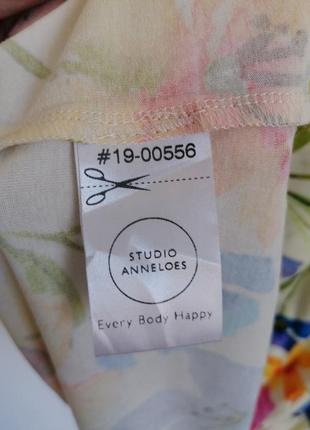 #19-00556
STUDIO
ANNELOES
Every Body Happy